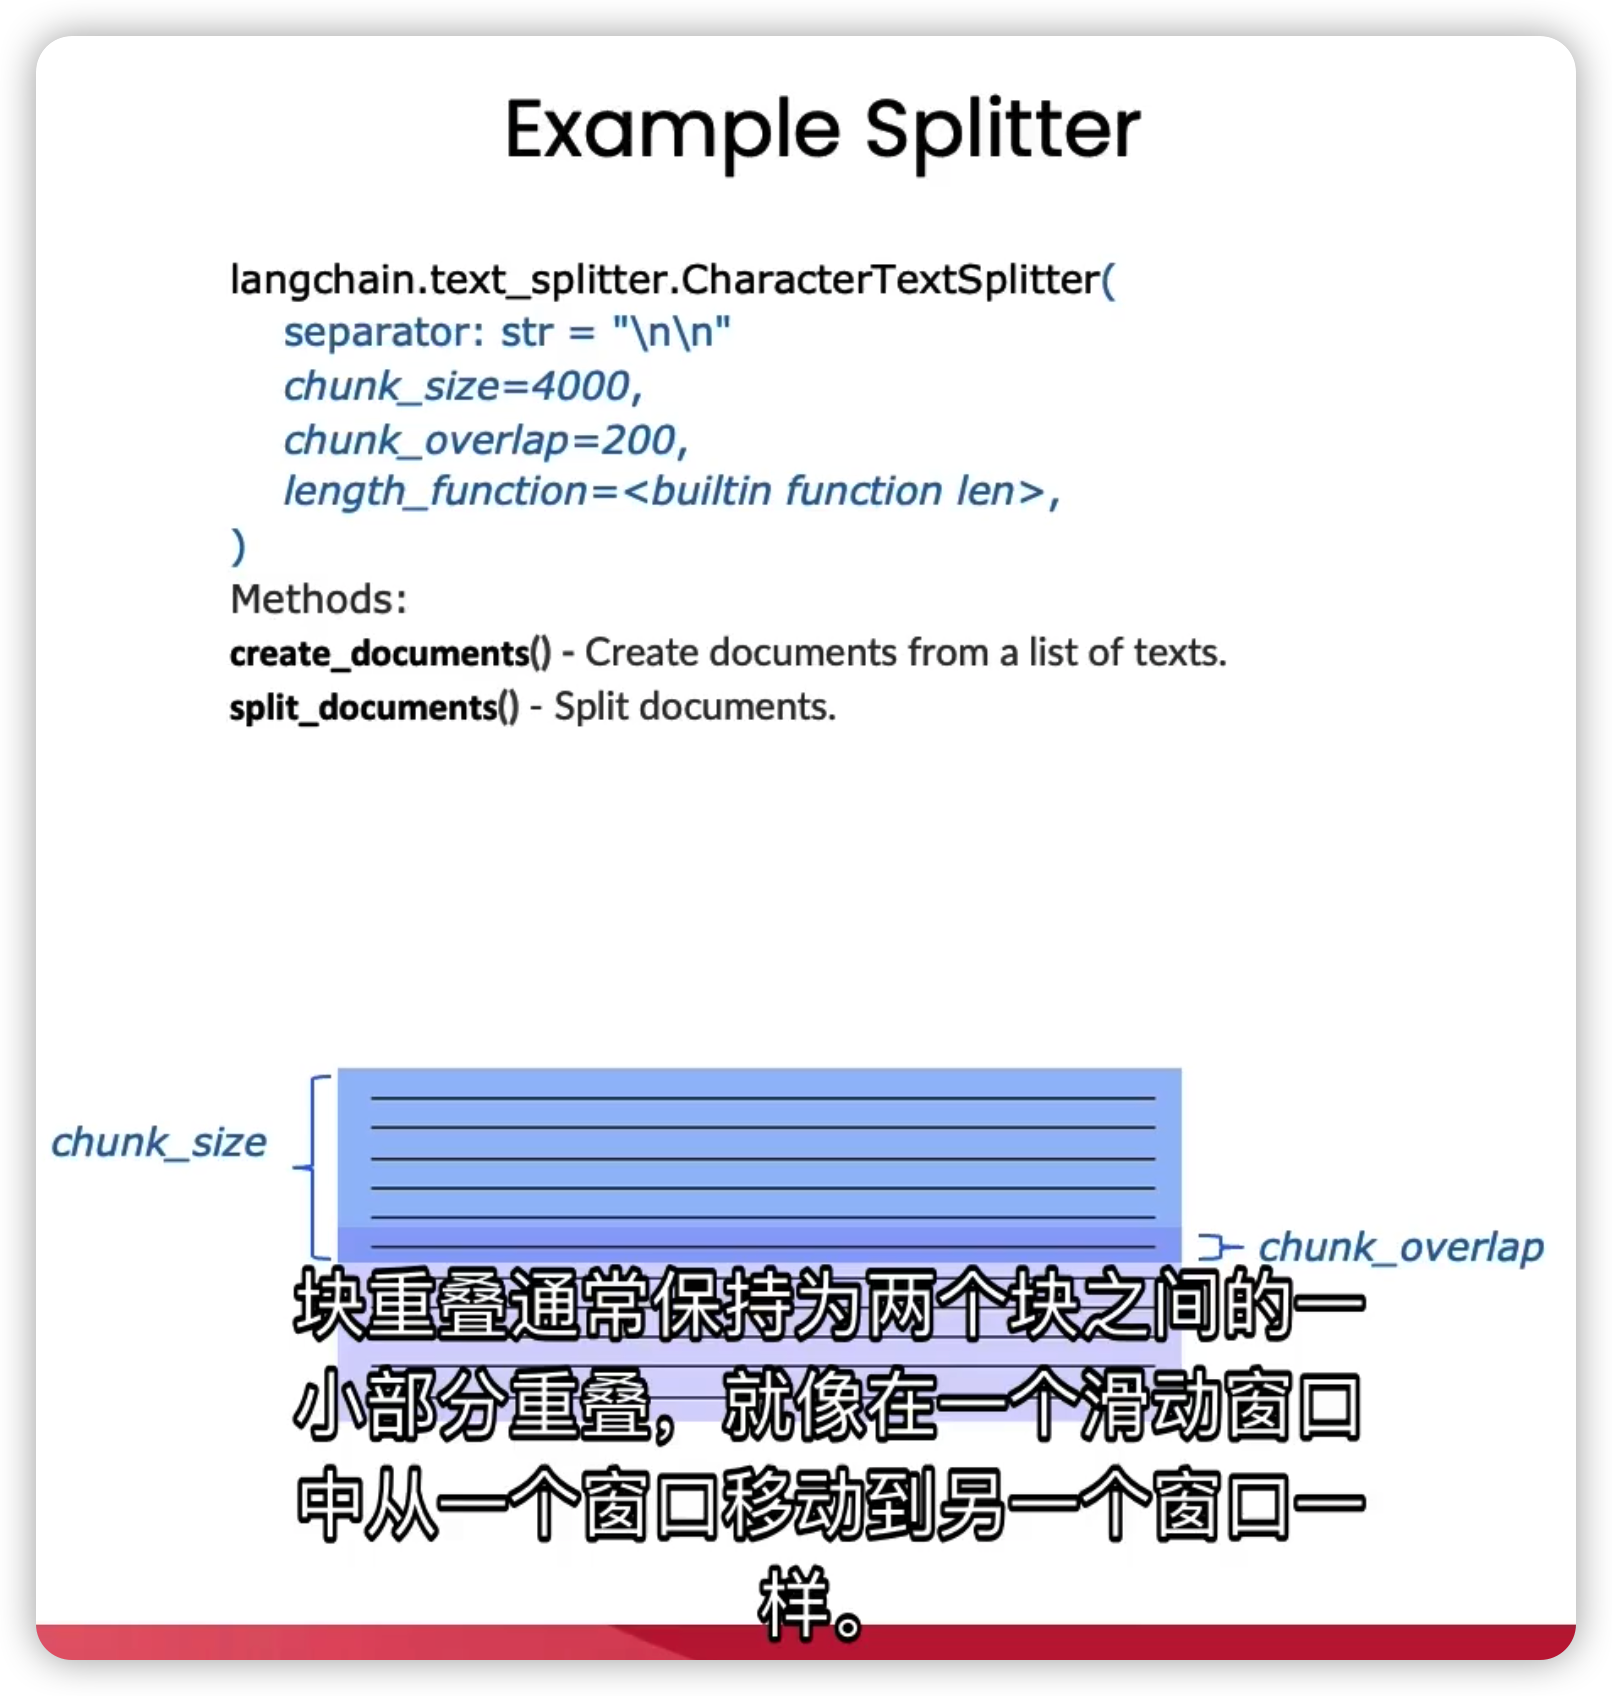 Example Splitter
langchain.text_splitter.CharacterTextSplitter(
separator: str = "\n\n"
chunk_size=4000,
chunk_overlap=200,
length_function=<builtin function len>,
)
Methods:
create_documents() - Create documents from a list of texts.
split_documents() - Split documents.
chunk_size
chunk_overlap
块重叠通常保持为两个块之间的一
小部分重叠，就像在一个滑动窗口
中从一个窗口移动到另一个窗口一
样。